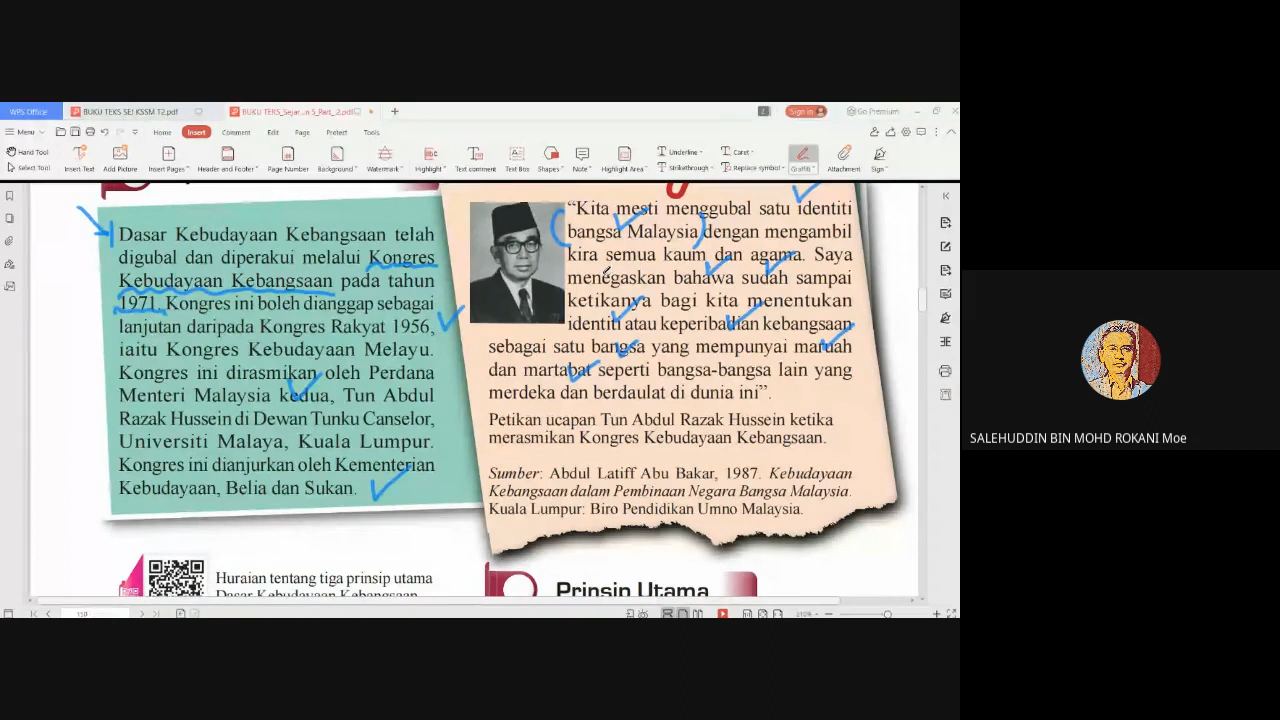 WPS Office
BUKU TEKS SEJ KSSM T2.pdf
BUKU TEKS_Sejar...n 5_Part_ 2.pdf
Sign in
Go Premium
Menu
Home
Insert
Comment
Edit
Page
Protect
Tools
Hand Tool
Select Tool
Insert Text
Add Picture
Insert Pages
Header and Footer
Page Number
Background
Watermark
Highlight
Text comment
Text Box
Shapes
Note
Highlight Area
Underline
Strikethrough
Caret
Replace symbol
Graffiti
Attachment
Sign
Dasar Kebudayaan Kebangsaan telah
digubal dan diperakui melalui Kongres
Kebudayaan Kebangsaan pada tahun
1971. Kongres ini boleh dianggap sebagai
lanjutan daripada Kongres Rakyat 1956,
iaitu Kongres Kebudayaan Melayu.
Kongres ini dirasmikan oleh Perdana
Menteri Malaysia kedua, Tun Abdul
Razak Hussein di Dewan Tunku Canselor,
Universiti Malaya, Kuala Lumpur.
Kongres ini dianjurkan oleh Kementerian
Kebudayaan, Belia dan Sukan.
“Kita mesti menggubal satu identiti
bangsa Malaysia dengan mengambil
kira semua kaum dan agama. Saya
menegaskan bahawa sudah sampai
ketikanya bagi kita menentukan
identiti atau keperibadian kebangsaan
sebagai satu bangsa yang mempunyai maruah
dan martabat seperti bangsa-bangsa lain yang
merdeka dan berdaulat di dunia ini”.
Petikan ucapan Tun Abdul Razak Hussein ketika
merasmikan Kongres Kebudayaan Kebangsaan.
Sumber: Abdul Latiff Abu Bakar, 1987. Kebudayaan
Kebangsaan dalam Pembinaan Negara Bangsa Malaysia.
Kuala Lumpur: Biro Pendidikan Umno Malaysia.
Huraian tentang tiga prinsip utama
Dasar Kebudayaan Kebangsaan
Prinsip Utama
150
210%
SALEHUDDIN BIN MOHD ROKANI Moe